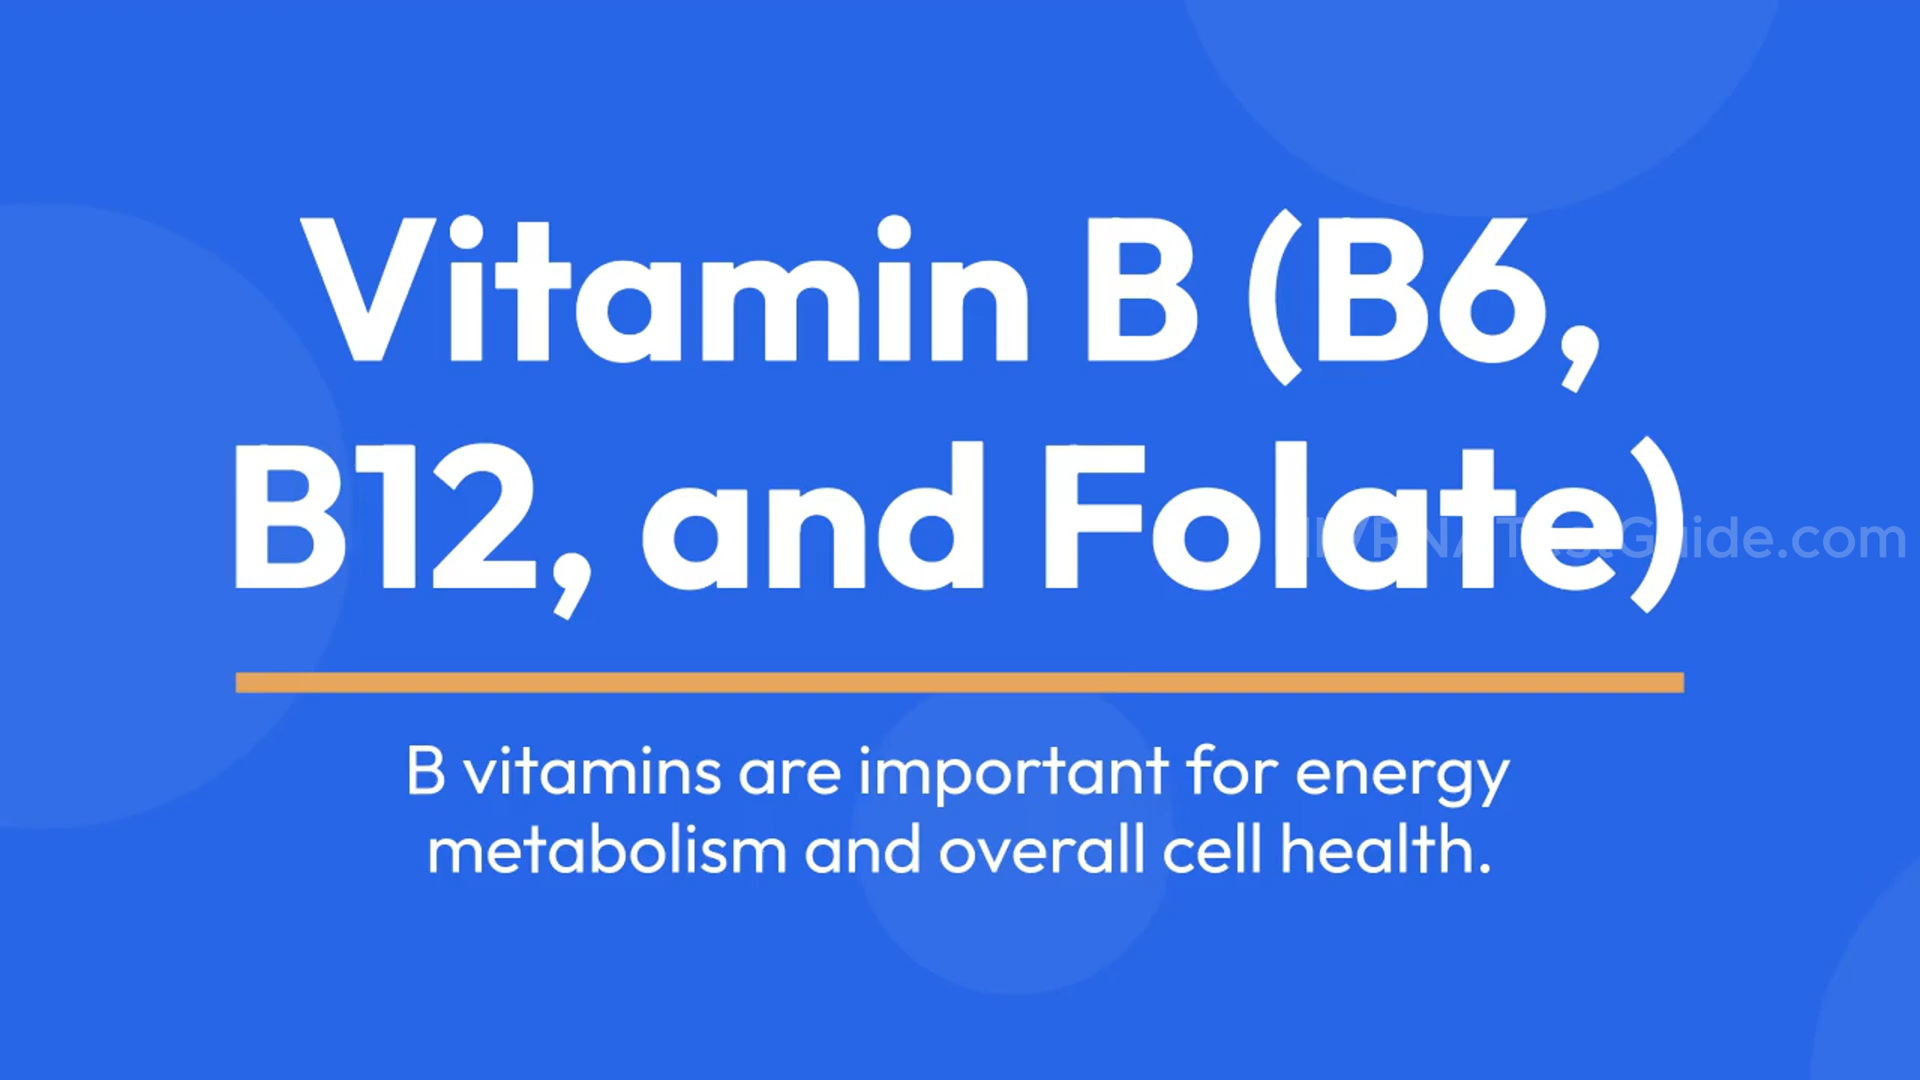 Vitamin B (B6,
B12, and Folate)
B vitamins are important for energy
metabolism and overall cell health.